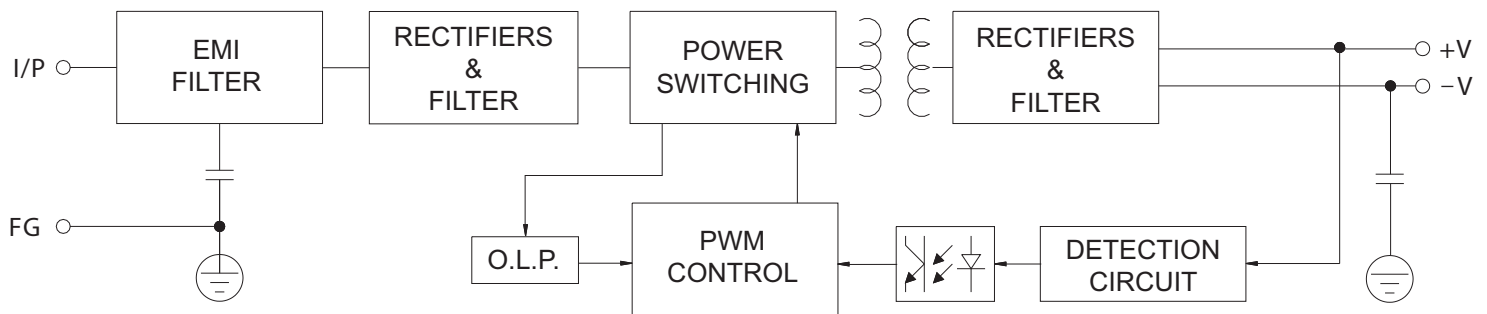 I/P
EMI
FILTER
RECTIFIERS
&
FILTER
POWER
SWITCHING
RECTIFIERS
&
FILTER
+V
−V
FG
O.L.P.
PWM
CONTROL
DETECTION
CIRCUIT